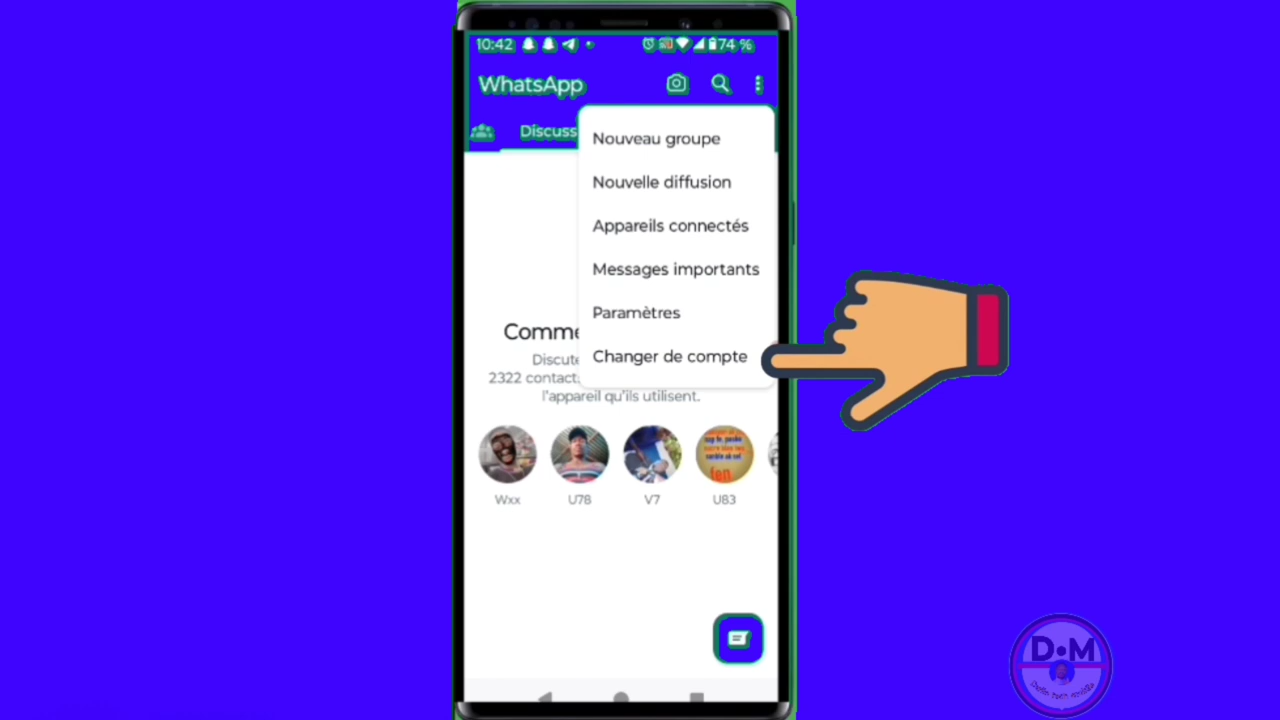 10:42
74 %
WhatsApp
Discuss
Nouveau groupe
Nouvelle diffusion
Appareils connectés
Messages importants
Paramètres
Changer de compte
Comme
Discute
2322 contact
l'appareil qu'ils utilisent.
fen.
Wxx
U78
V7
U83
D•M